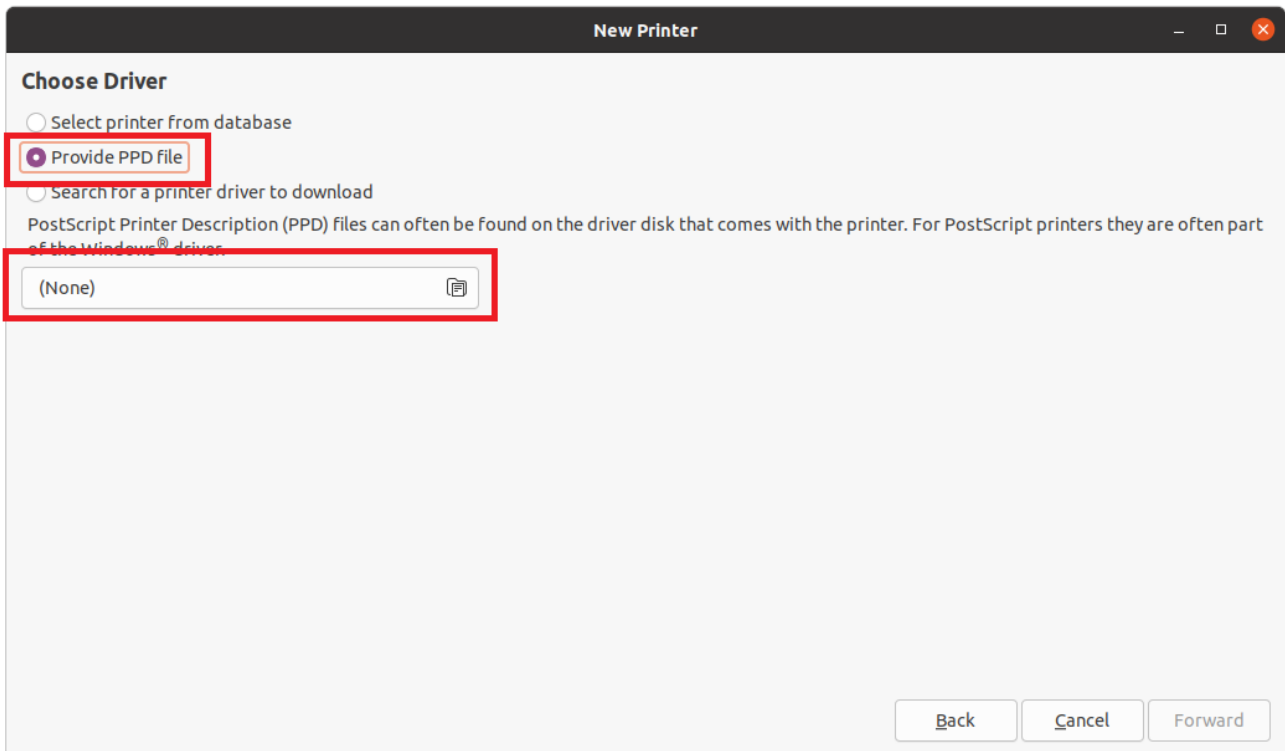 New Printer
Choose Driver
Select printer from database
Provide PPD file
Search for a printer driver to download
PostScript Printer Description (PPD) files can often be found on the driver disk that comes with the printer. For PostScript printers they are often part
of the Windows® driver.
(None)
Back Cancel Forward